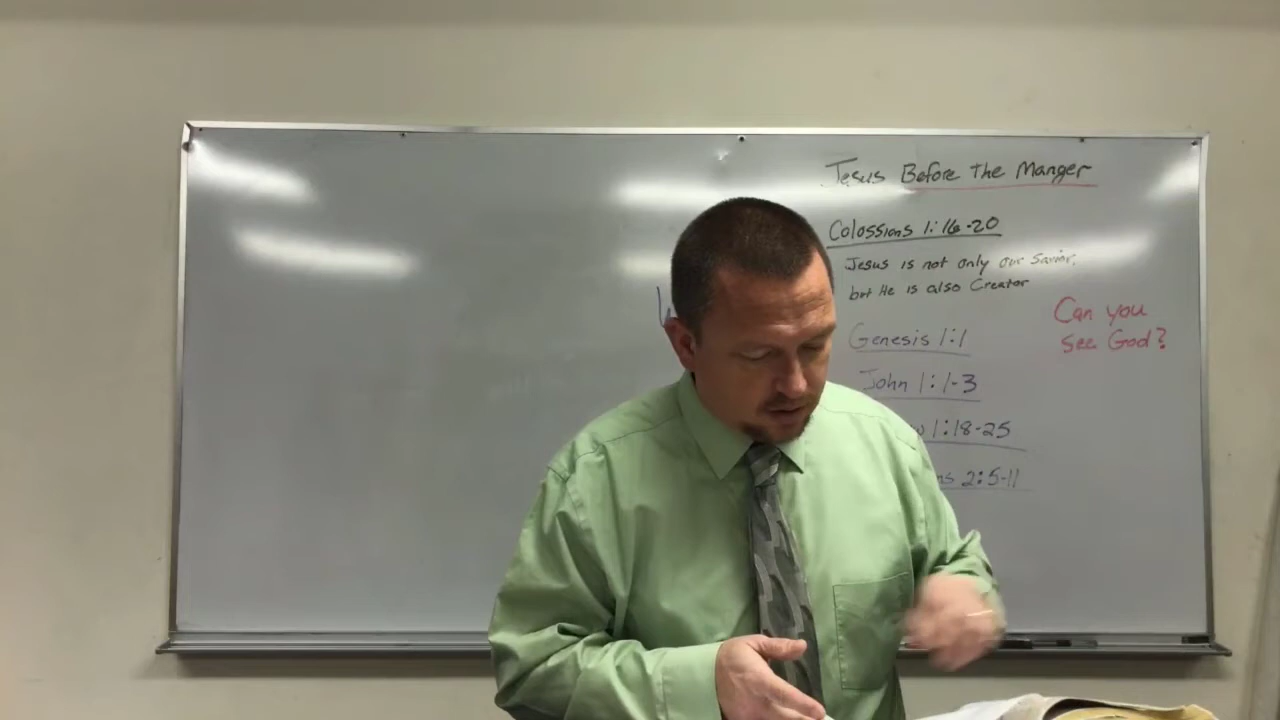 Jesus Before the Manger
Colossians 1:16-20
Jesus is not only our Savior,
but He is also Creator
Can you
see God?
Genesis 1:1
John 1:1-3
1:18-25
2:5-11